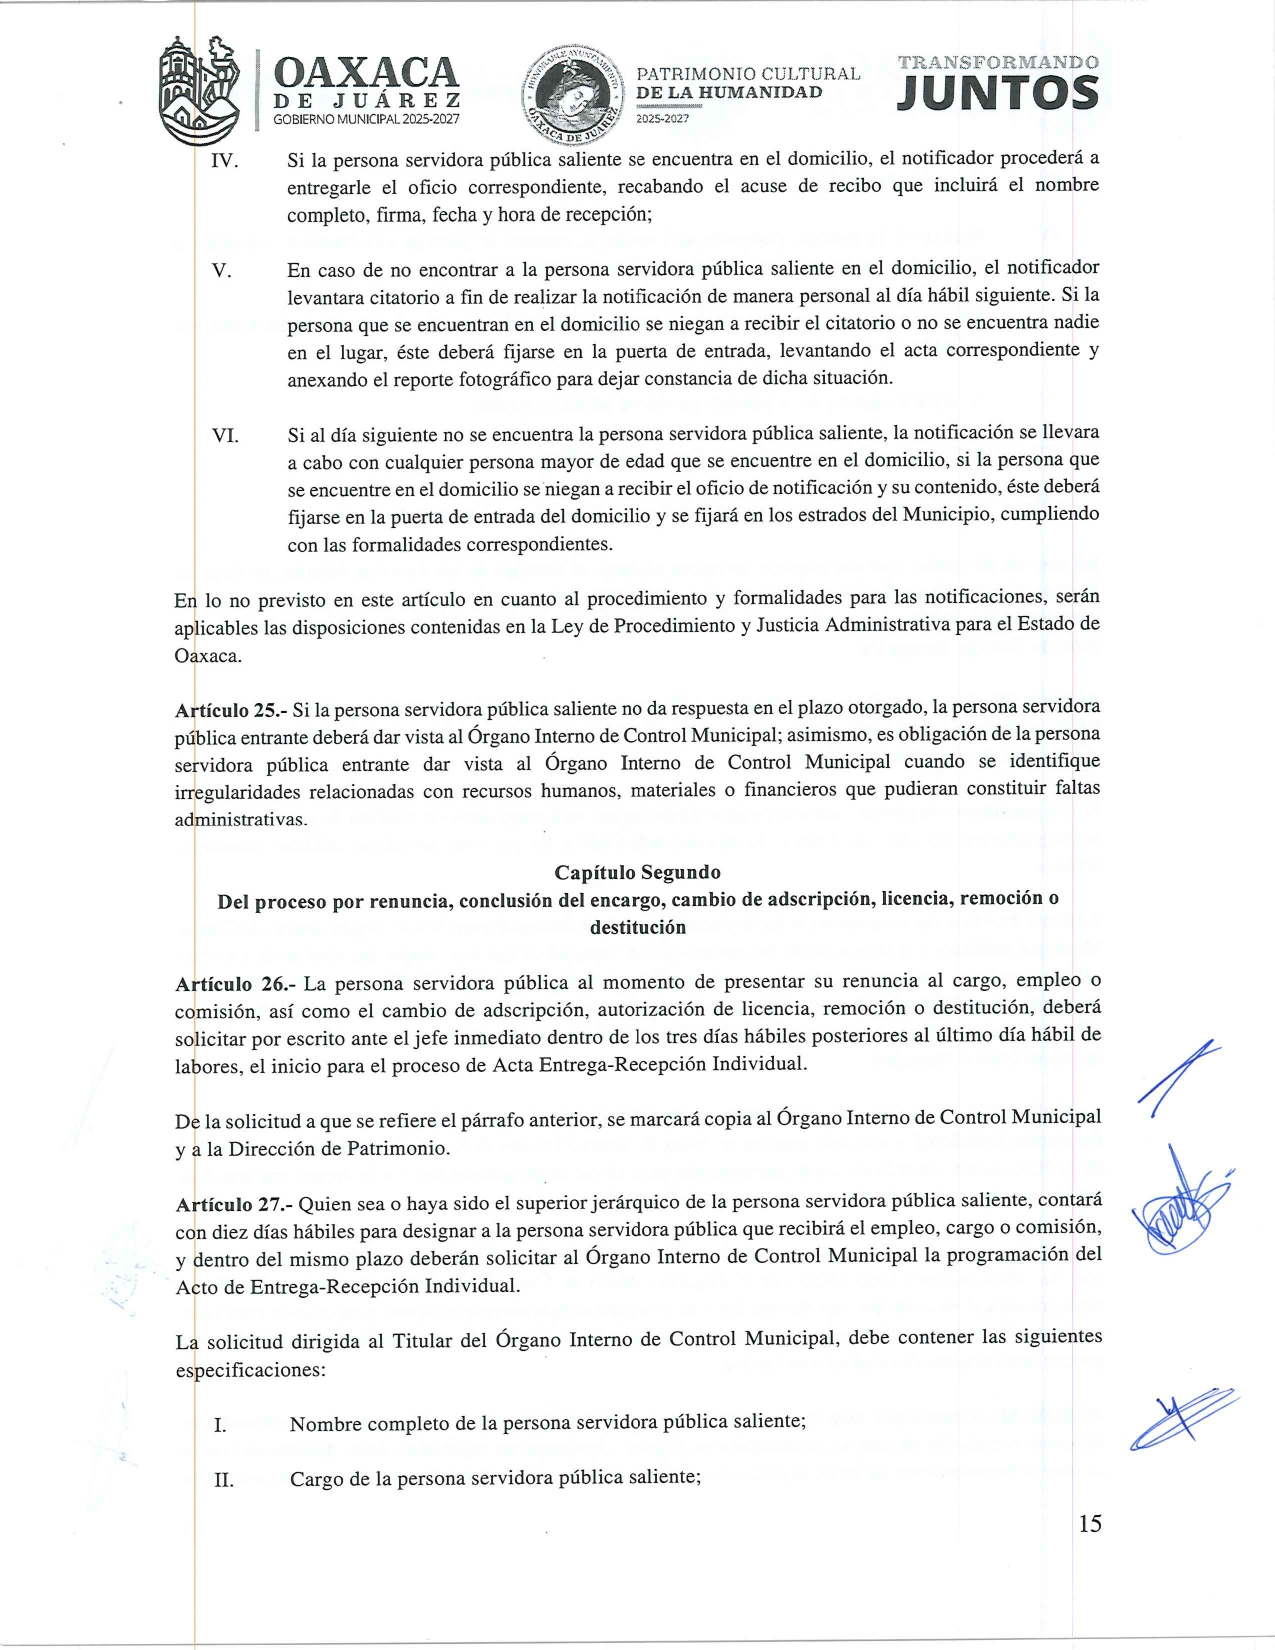 OAXACA
DE JUÁREZ
GOBIERNO MUNICIPAL 2025-2027
HONORABLE AYUNTAMIENTO
OAXACA DE JUÁREZ
PATRIMONIO CULTURAL
DE LA HUMANIDAD
2025-2027
TRANSFORMANDO
JUNTOS
IV. Si la persona servidora pública saliente se encuentra en el domicilio, el notificador procederá a
entregarle el oficio correspondiente, recabando el acuse de recibo que incluirá el nombre
completo, firma, fecha y hora de recepción;
V. En caso de no encontrar a la persona servidora pública saliente en el domicilio, el notificador
levantara citatorio a fin de realizar la notificación de manera personal al día hábil siguiente. Si la
persona que se encuentran en el domicilio se niegan a recibir el citatorio o no se encuentra nadie
en el lugar, éste deberá fijarse en la puerta de entrada, levantando el acta correspondiente y
anexando el reporte fotográfico para dejar constancia de dicha situación.
VI. Si al día siguiente no se encuentra la persona servidora pública saliente, la notificación se llevara
a cabo con cualquier persona mayor de edad que se encuentre en el domicilio, si la persona que
se encuentre en el domicilio se niegan a recibir el oficio de notificación y su contenido, éste deberá
fijarse en la puerta de entrada del domicilio y se fijará en los estrados del Municipio, cumpliendo
con las formalidades correspondientes.
En lo no previsto en este artículo en cuanto al procedimiento y formalidades para las notificaciones, serán
aplicables las disposiciones contenidas en la Ley de Procedimiento y Justicia Administrativa para el Estado de
Oaxaca.
Artículo 25.- Si la persona servidora pública saliente no da respuesta en el plazo otorgado, la persona servidora
pública entrante deberá dar vista al Órgano Interno de Control Municipal; asimismo, es obligación de la persona
servidora pública entrante dar vista al Órgano Interno de Control Municipal cuando se identifique
irregularidades relacionadas con recursos humanos, materiales o financieros que pudieran constituir faltas
administrativas.
Capítulo Segundo
Del proceso por renuncia, conclusión del encargo, cambio de adscripción, licencia, remoción o
destitución
Artículo 26.- La persona servidora pública al momento de presentar su renuncia al cargo, empleo o
comisión, así como el cambio de adscripción, autorización de licencia, remoción o destitución, deberá
solicitar por escrito ante el jefe inmediato dentro de los tres días hábiles posteriores al último día hábil de
labores, el inicio para el proceso de Acta Entrega-Recepción Individual.
De la solicitud a que se refiere el párrafo anterior, se marcará copia al Órgano Interno de Control Municipal
y a la Dirección de Patrimonio.
Artículo 27.- Quien sea o haya sido el superior jerárquico de la persona servidora pública saliente, contará
con diez días hábiles para designar a la persona servidora pública que recibirá el empleo, cargo o comisión,
y dentro del mismo plazo deberán solicitar al Órgano Interno de Control Municipal la programación del
Acto de Entrega-Recepción Individual.
La solicitud dirigida al Titular del Órgano Interno de Control Municipal, debe contener las siguientes
especificaciones:
I. Nombre completo de la persona servidora pública saliente;
II. Cargo de la persona servidora pública saliente;
15